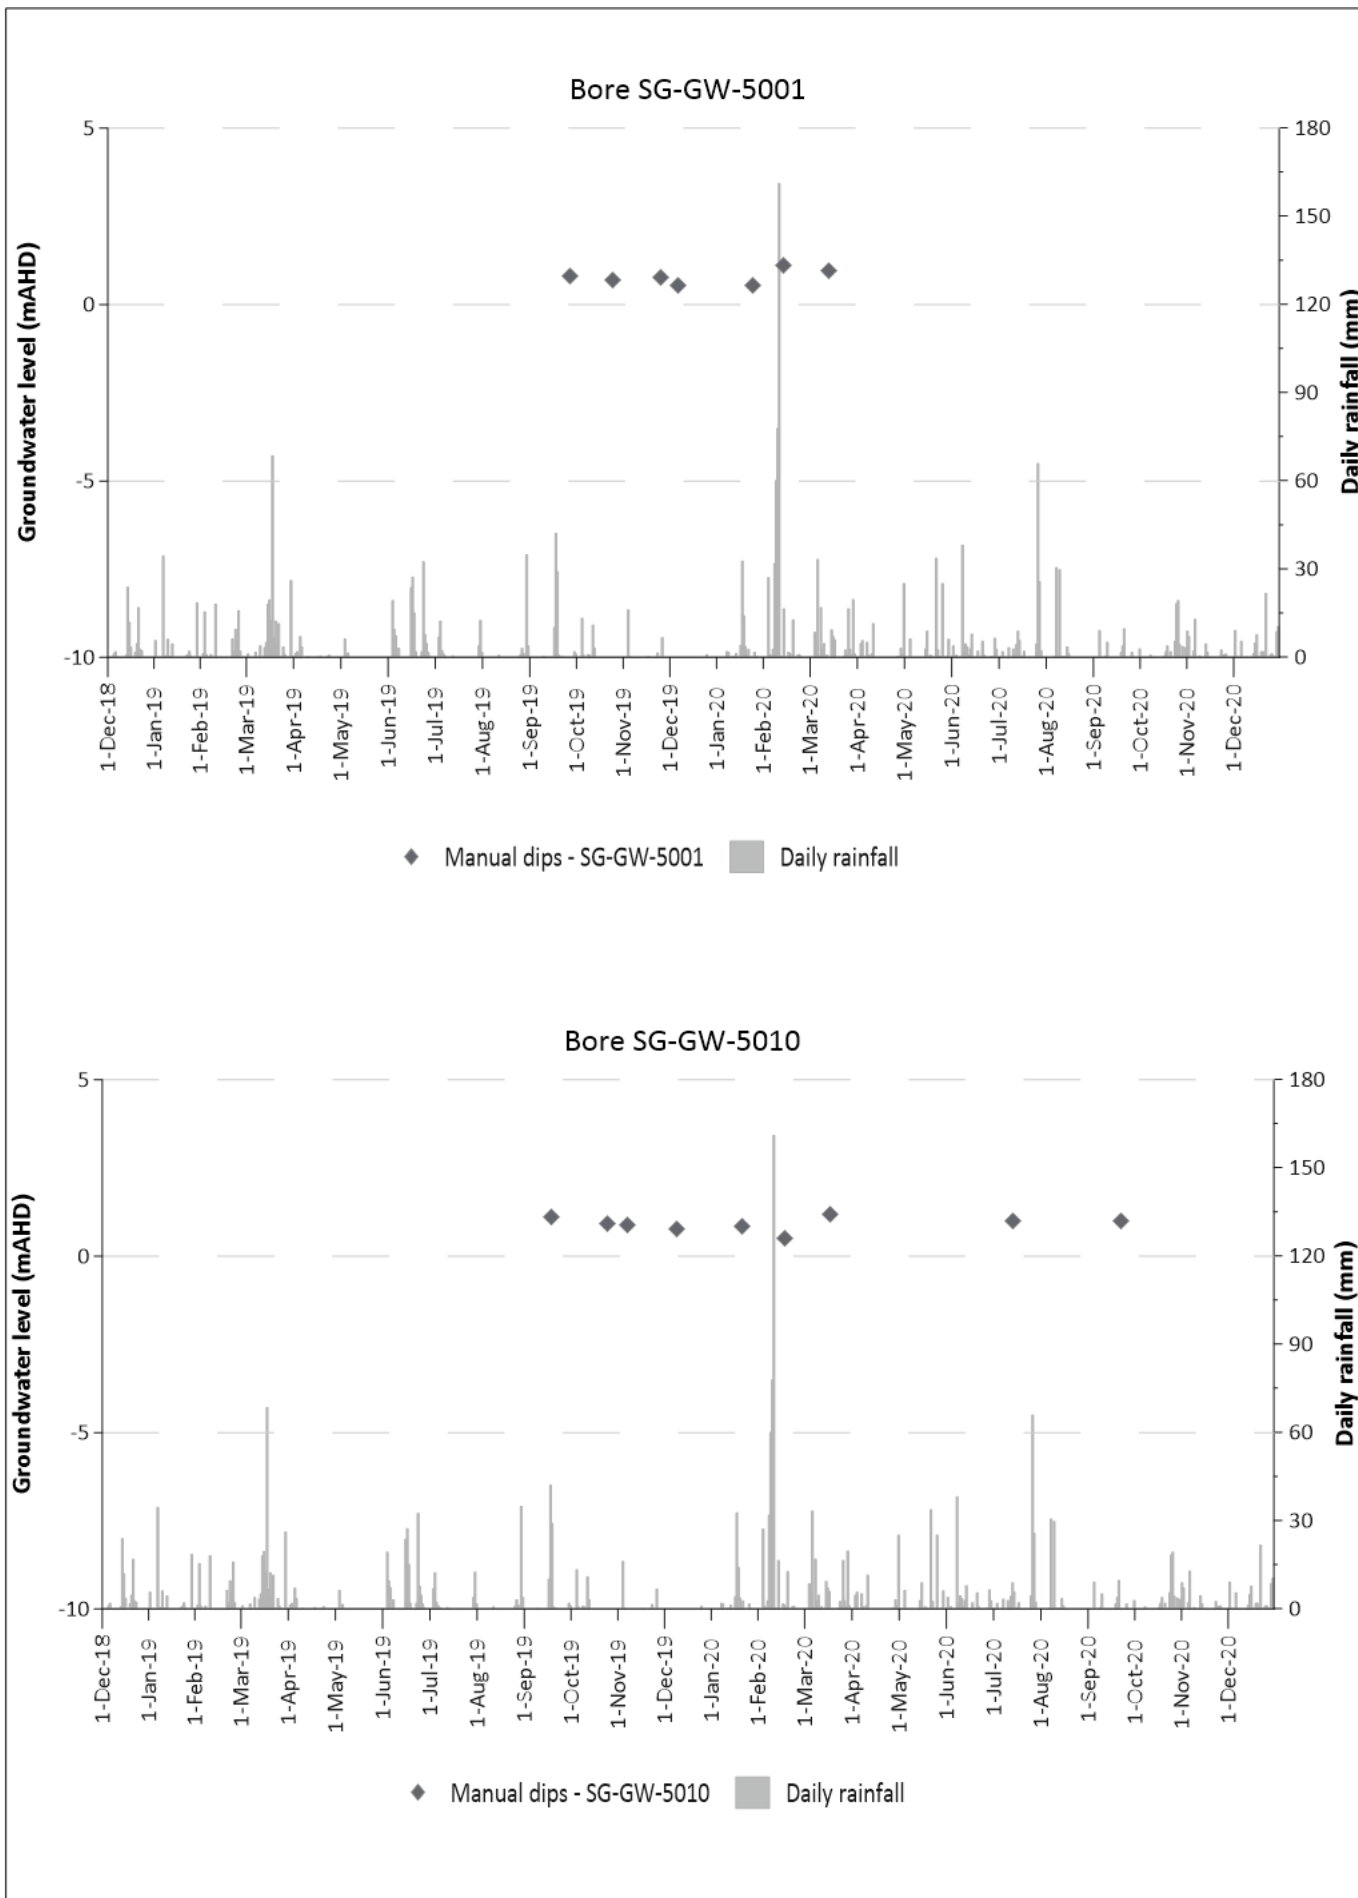 Bore SG-GW-5001
5
0
-5
-10
Groundwater level (mAHD)
180
150
120
90
60
30
0
Daily rainfall (mm)
1-Dec-18
1-Jan-19
1-Feb-19
1-Mar-19
1-Apr-19
1-May-19
1-Jun-19
1-Jul-19
1-Aug-19
1-Sep-19
1-Oct-19
1-Nov-19
1-Dec-19
1-Jan-20
1-Feb-20
1-Mar-20
1-Apr-20
1-May-20
1-Jun-20
1-Jul-20
1-Aug-20
1-Sep-20
1-Oct-20
1-Nov-20
1-Dec-20
Manual dips - SG-GW-5001 Daily rainfall
Bore SG-GW-5010
5
0
-5
-10
Groundwater level (mAHD)
180
150
120
90
60
30
0
Daily rainfall (mm)
1-Dec-18
1-Jan-19
1-Feb-19
1-Mar-19
1-Apr-19
1-May-19
1-Jun-19
1-Jul-19
1-Aug-19
1-Sep-19
1-Oct-19
1-Nov-19
1-Dec-19
1-Jan-20
1-Feb-20
1-Mar-20
1-Apr-20
1-May-20
1-Jun-20
1-Jul-20
1-Aug-20
1-Sep-20
1-Oct-20
1-Nov-20
1-Dec-20
Manual dips - SG-GW-5010 Daily rainfall